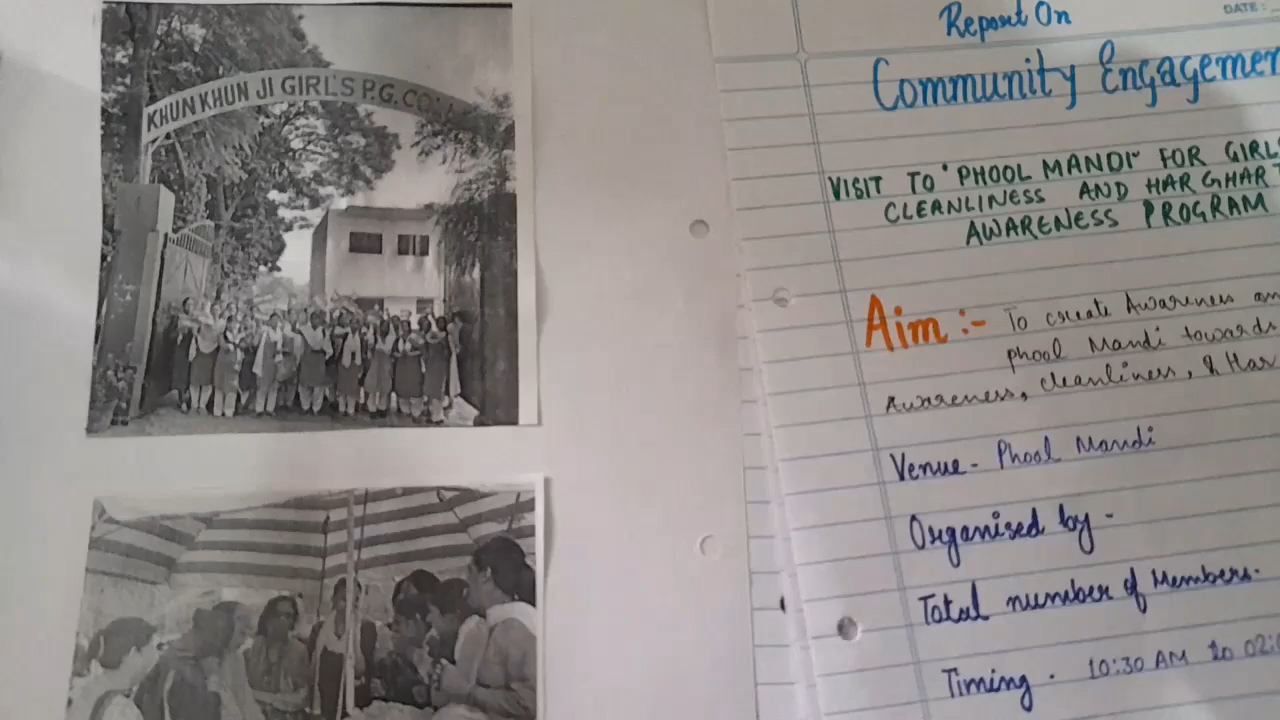 KHUN KHUN JI GIRL'S P.G. CO
DATE:
Report On
Community Engagemen
VISIT TO 'PHOOL MANDI' FOR GIRLS
CLEANLINESS AND HAR GHAR T
AWARENESS PROGRAM
Aim :- To create Awareness an
phool Mandi towards
Awareness, cleanliness, & Har
Venue - Phool Mandi
Organised by -
Total number of Members.
Timing . 10:30 AM to 02:0